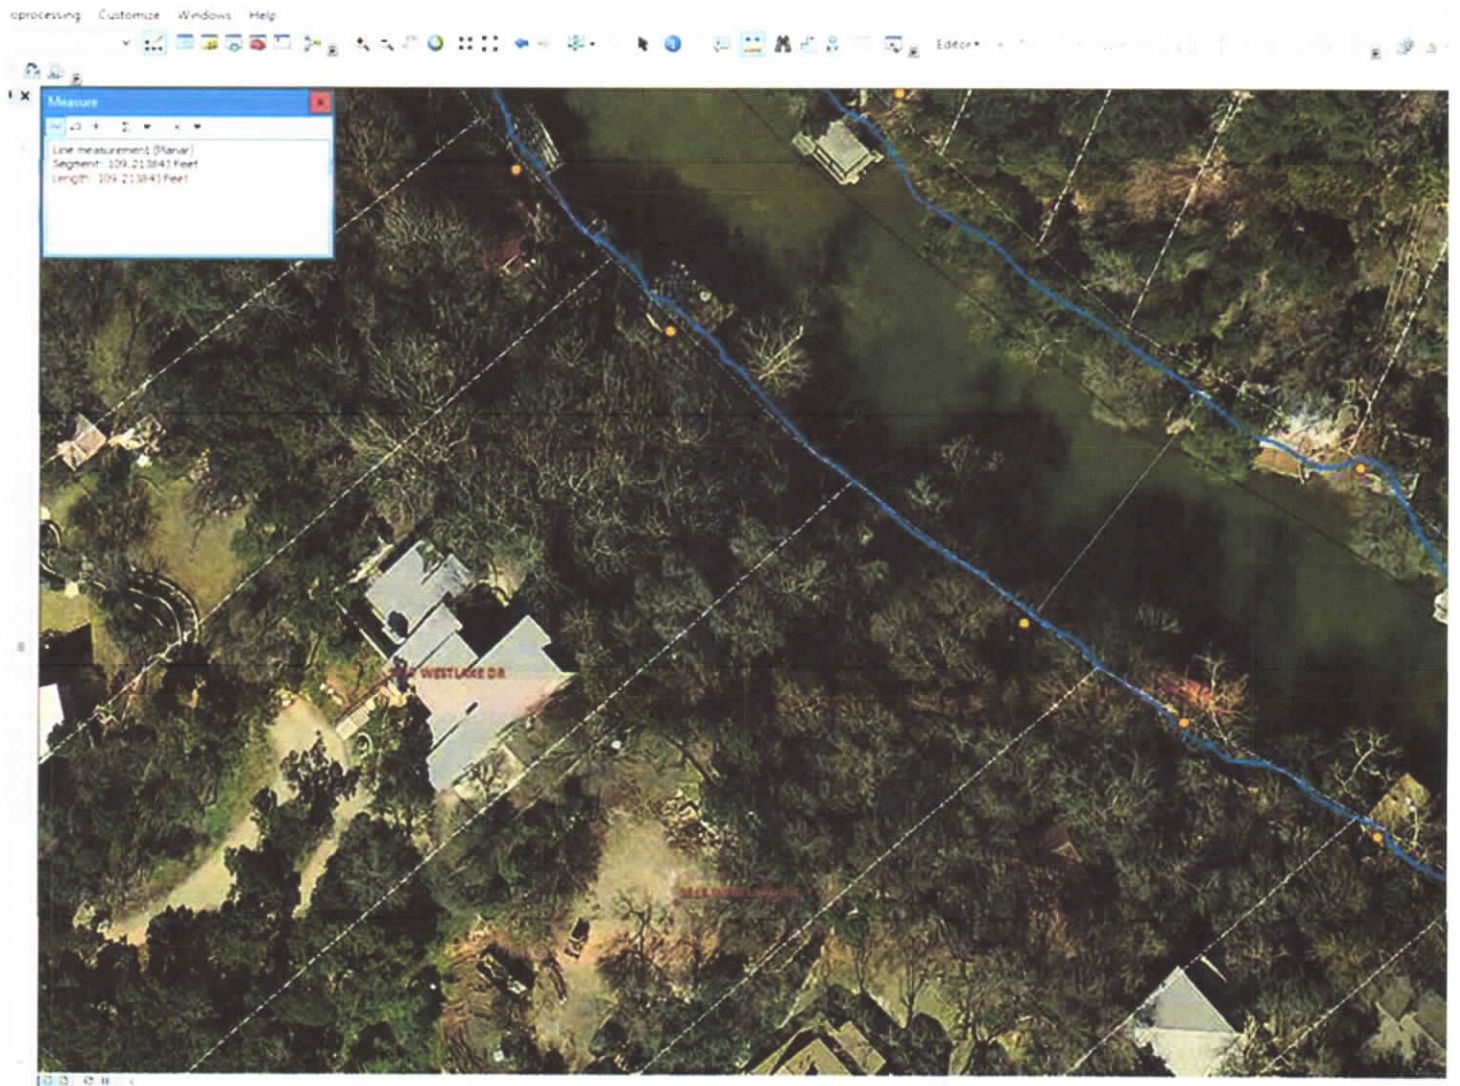 oprocessing Customize Windows Help
Editor
Measure
Line measurement (Planar)
Segment: 109.213843 Feet
Length: 109.213843 Feet
WESTLAKE DR